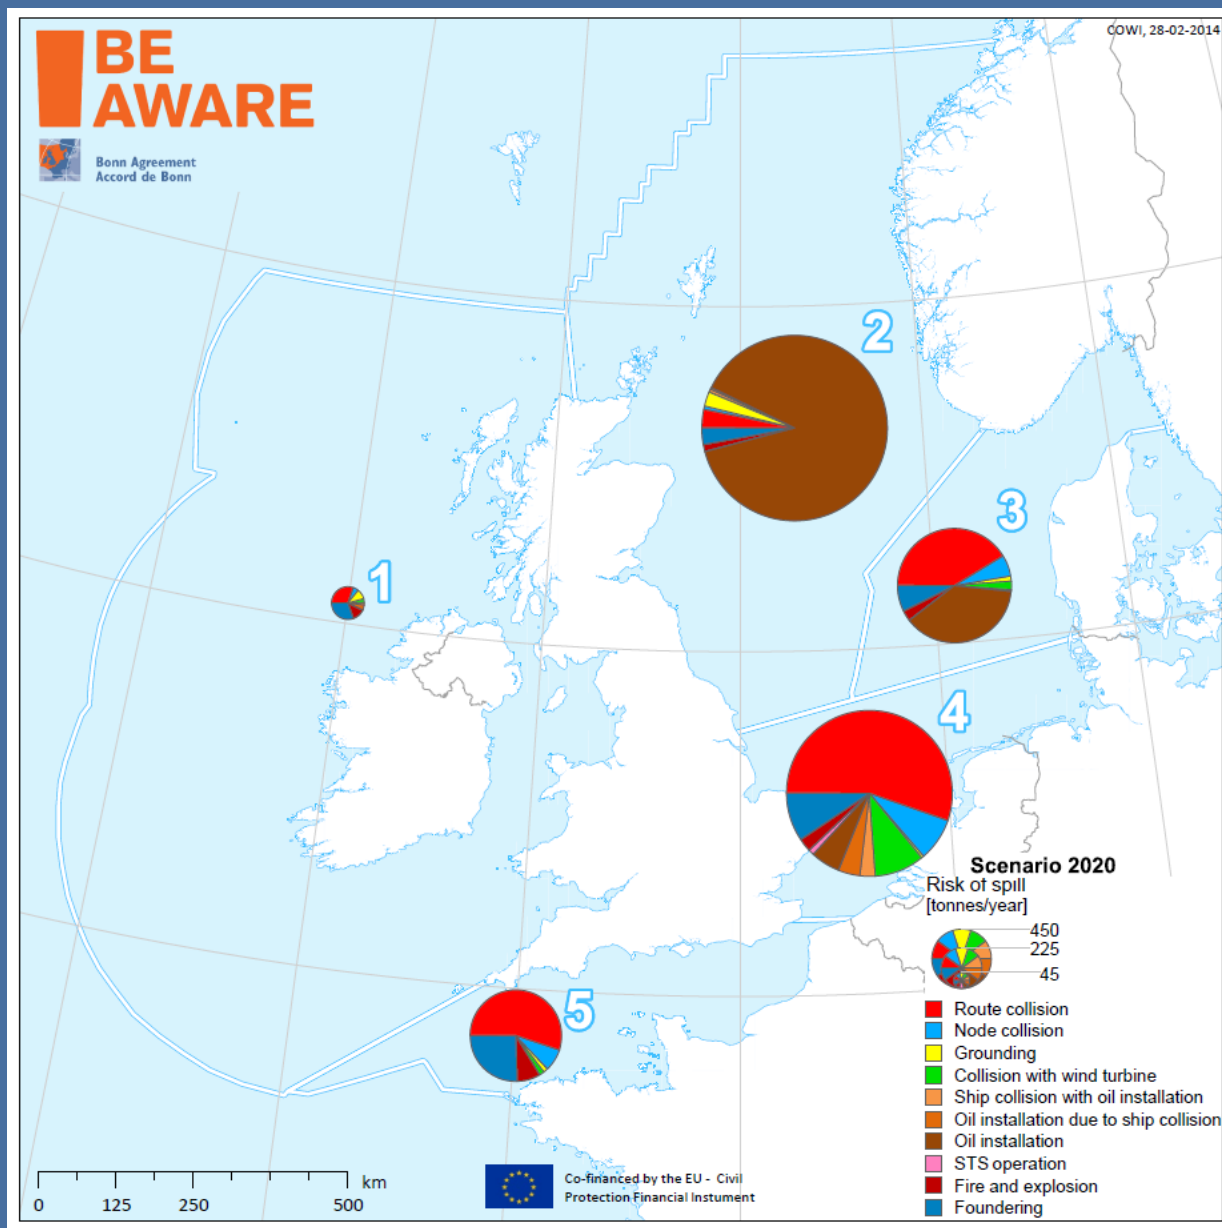 COWI, 28-02-2014
BE
AWARE
Bonn Agreement
Accord de Bonn
2
3
1
4
Scenario 2020
Risk of spill
[tonnes/year]
450
225
45
5
Route collision
Node collision
Grounding
Collision with wind turbine
Ship collision with oil installation
Oil installation due to ship collision
Oil installation
STS operation
Fire and explosion
Foundering
km
0 125 250 500
Co-financed by the EU - Civil
Protection Financial Instument